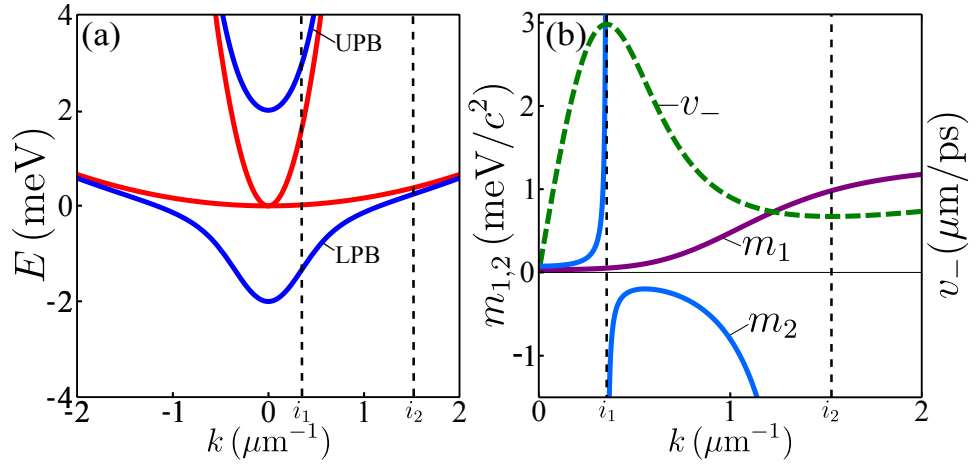 (a)
UPB
LPB
E (meV)
4
2
0
-2
-4
-2
-1
0
i₁
1
i₂
2
k (μm⁻¹)
(b)
v₋
m₁
m₂
m₁,₂ (meV/c²)
3
2
1
0
-1
0
i₁
1
i₂
2
k (μm⁻¹)
v₋(μm/ps)